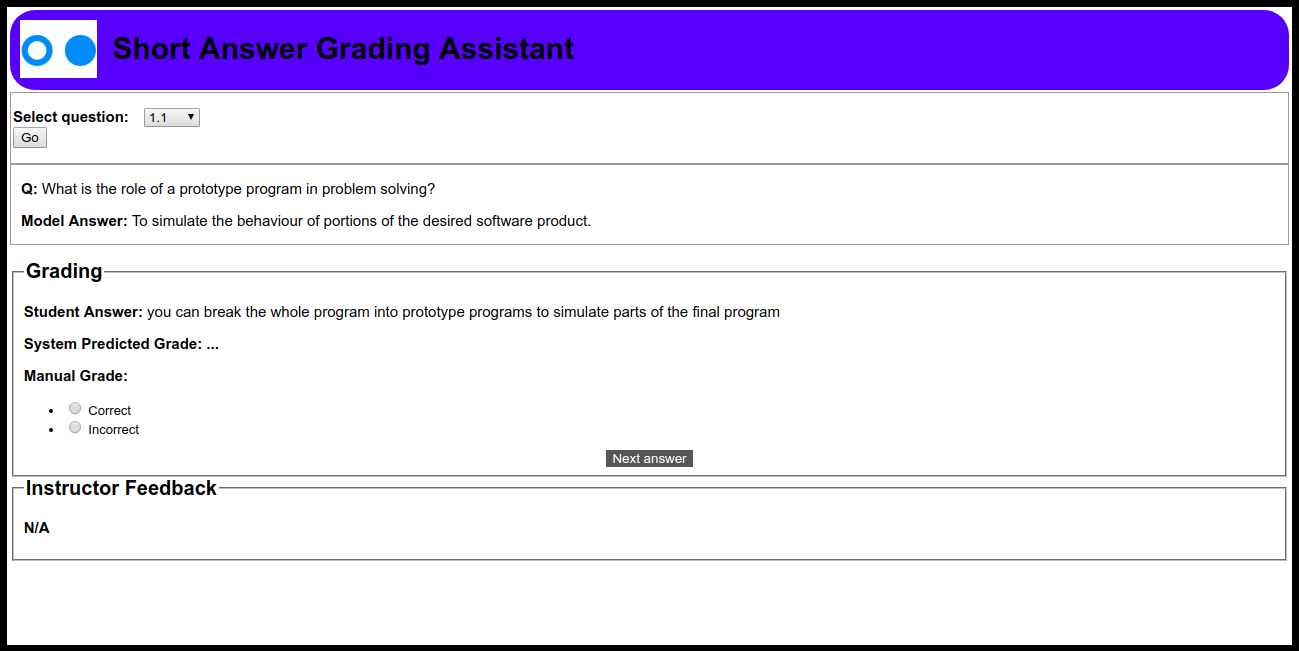 Short Answer Grading Assistant
Select question: 1.1
Go
Q: What is the role of a prototype program in problem solving?
Model Answer: To simulate the behaviour of portions of the desired software product.
Grading
Student Answer: you can break the whole program into prototype programs to simulate parts of the final program
System Predicted Grade: ...
Manual Grade:
Correct
Incorrect
Next answer
Instructor Feedback
N/A